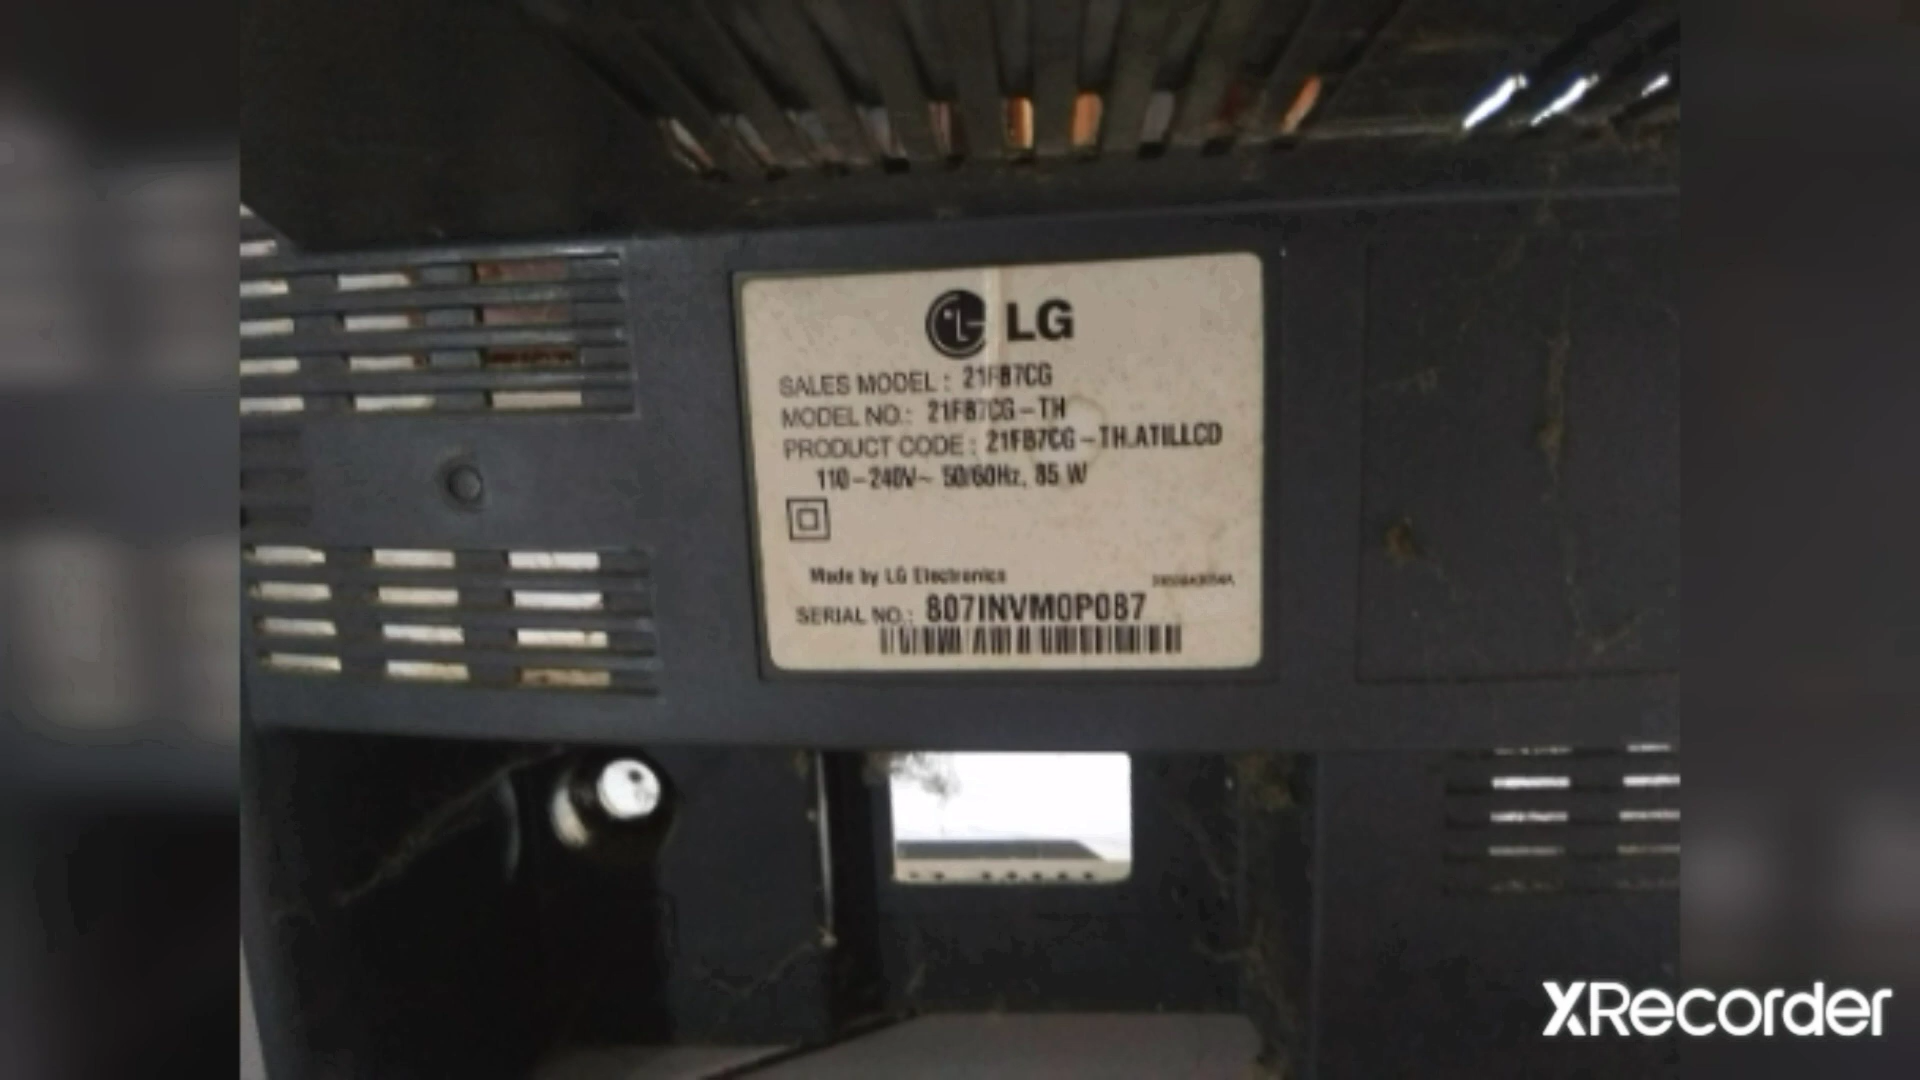 LG
SALES MODEL : 21FB7CG
MODEL NO.: 21FB7CG-TH
PRODUCT CODE : 21FB7CG-TH.ATILLCD
110-240V~ 50/60Hz, 85 W
Made by LG Electronics
SERIAL NO.: 807INVM0P087
XRecorder